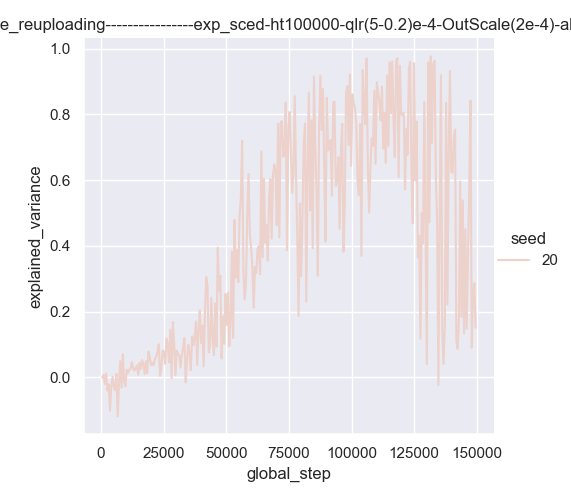 e_reuploading----------------exp_sced-ht100000-qlr(5-0.2)e-4-OutScale(2e-4)-al
explained_variance
1.0
0.8
0.6
0.4
0.2
0.0
0 25000 50000 75000 100000 125000 150000
global_step
seed
20